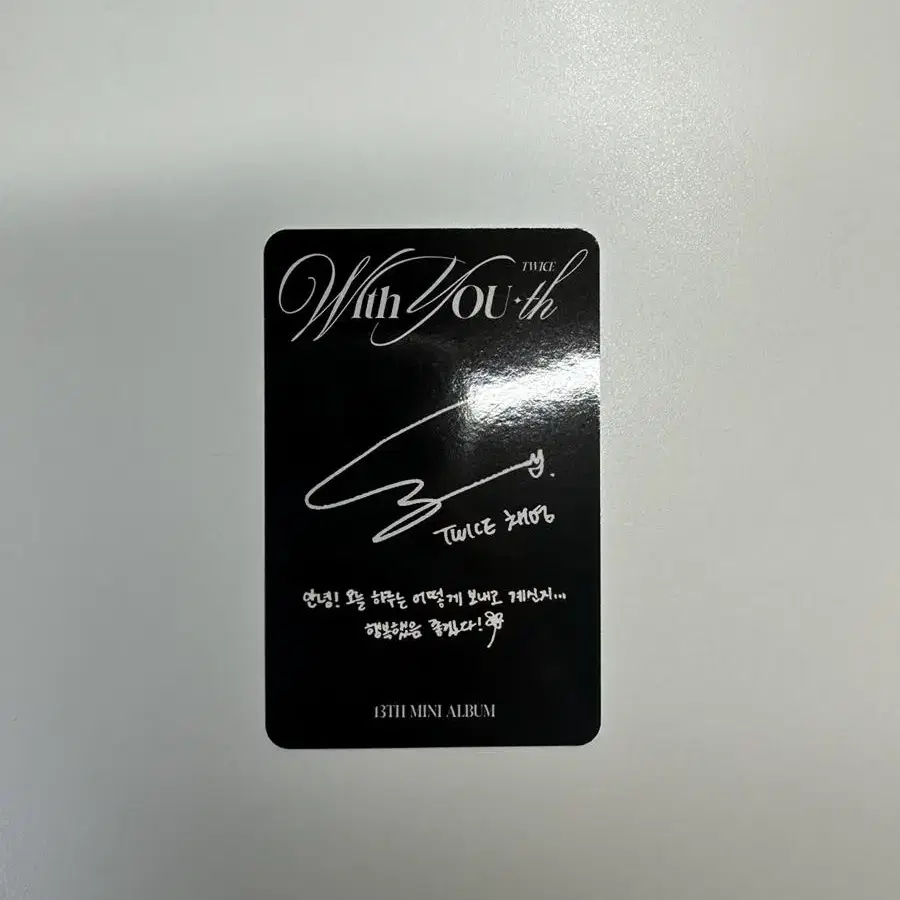 TWICE
With YOU-th
TWICE 채영
안녕! 오늘 하루는 어떻게 보내고 계신지...
행복했음 좋겠다!
13TH MINI ALBUM